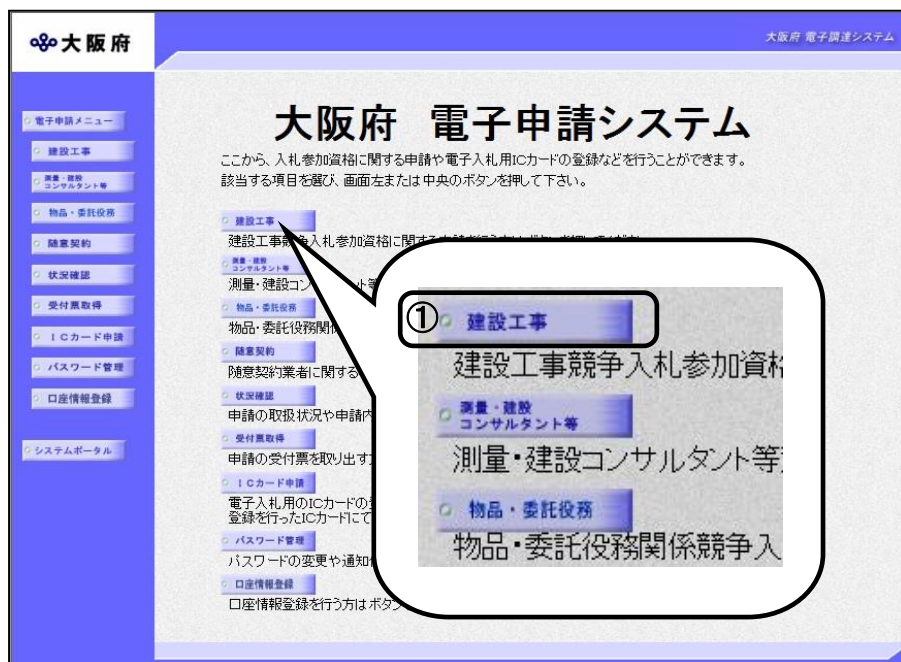 大阪府
大阪府 電子調達システム
電子申請メニュー
建設工事
測量・建設
コンサルタント等
物品・委託役務
随意契約
状況確認
受付票取得
ICカード申請
パスワード管理
口座情報登録
システムポータル
大阪府 電子申請システム
ここから、入札参加資格に関する申請や電子入札用ICカードの登録などを行うことができます。
該当する項目を選び、画面左または中央のボタンを押して下さい。
建設工事
建設工事競争入札参加資格に関する
測量・建設
コンサルタント等
測量・建設コン
物品・委託役務
物品・委託役務関係
随意契約
随意契約業者に関する
状況確認
申請の取扱状況や申請内
受付票取得
申請の受付票を取り出す
ICカード申請
電子入札用のICカードの
登録を行ったICカードにて
パスワード管理
パスワードの変更や通知
口座情報登録
口座情報登録を行う方はボタン
① 建設工事
建設工事競争入札参加資格
測量・建設
コンサルタント等
測量・建設コンサルタント等
物品・委託役務
物品・委託役務関係競争入